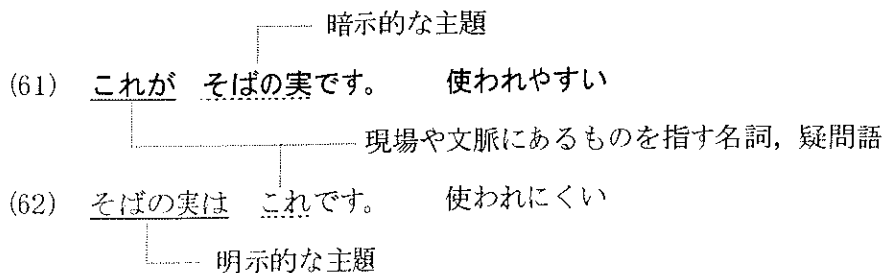 暗示的な主題
(61) これが そばの実です。 使われやすい
現場や文脈にあるものを指す名詞，疑問語
(62) そばの実は これです。 使われにくい
明示的な主題